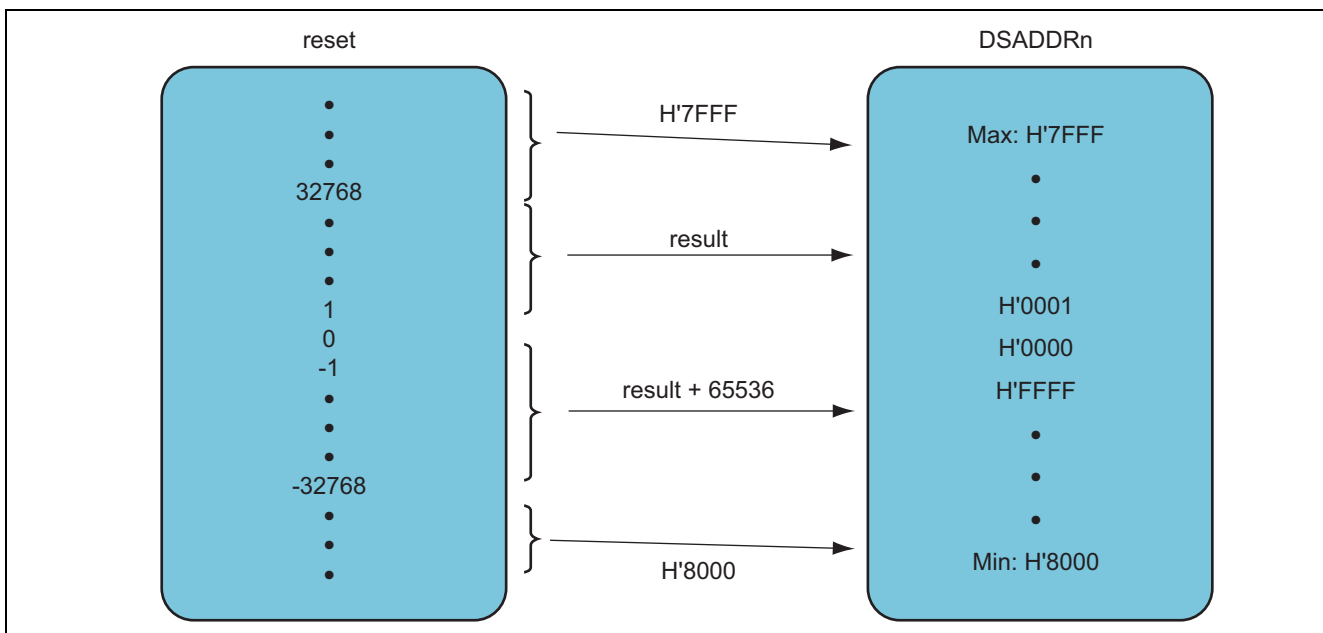 reset
•
•
•
32768
•
•
•
1
0
-1
•
•
•
-32768
•
•
•
H'7FFF
result
result + 65536
H'8000
DSADDRn
Max: H'7FFF
•
•
•
H'0001
H'0000
H'FFFF
•
•
•
Min: H'8000